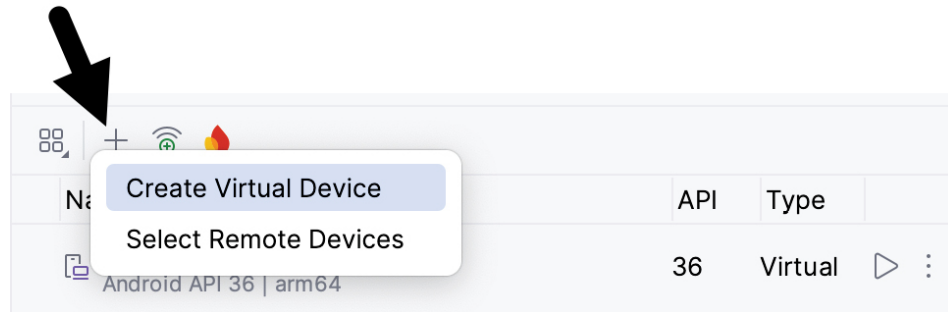 Create Virtual Device
Na
API
Type
Select Remote Devices
36
Virtual
Android API 36 | arm64